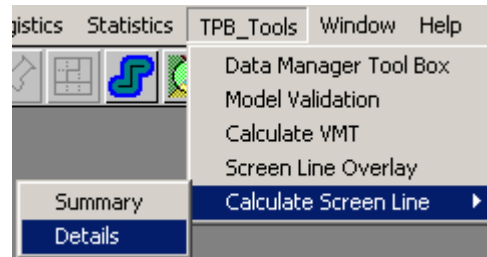 gistics Statistics TPB_Tools Window Help
Data Manager Tool Box
Model Validation
Calculate VMT
Screen Line Overlay
Calculate Screen Line
Summary
Details